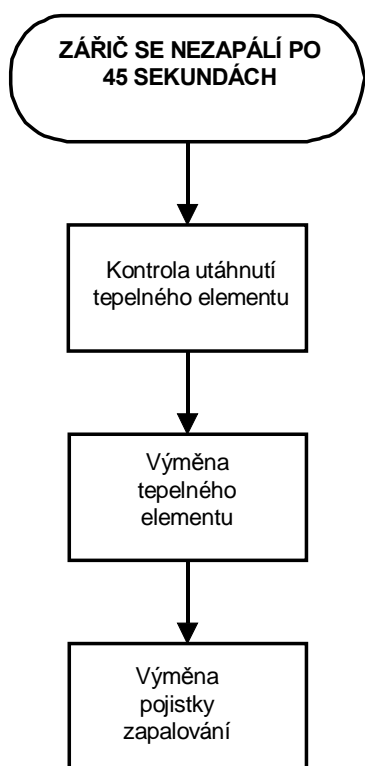 ZÁŘIČ SE NEZAPÁLÍ PO
45 SEKUNDÁCH
Kontrola utáhnutí
tepelného elementu
Výměna
tepelného
elementu
Výměna
pojistky
zapalování